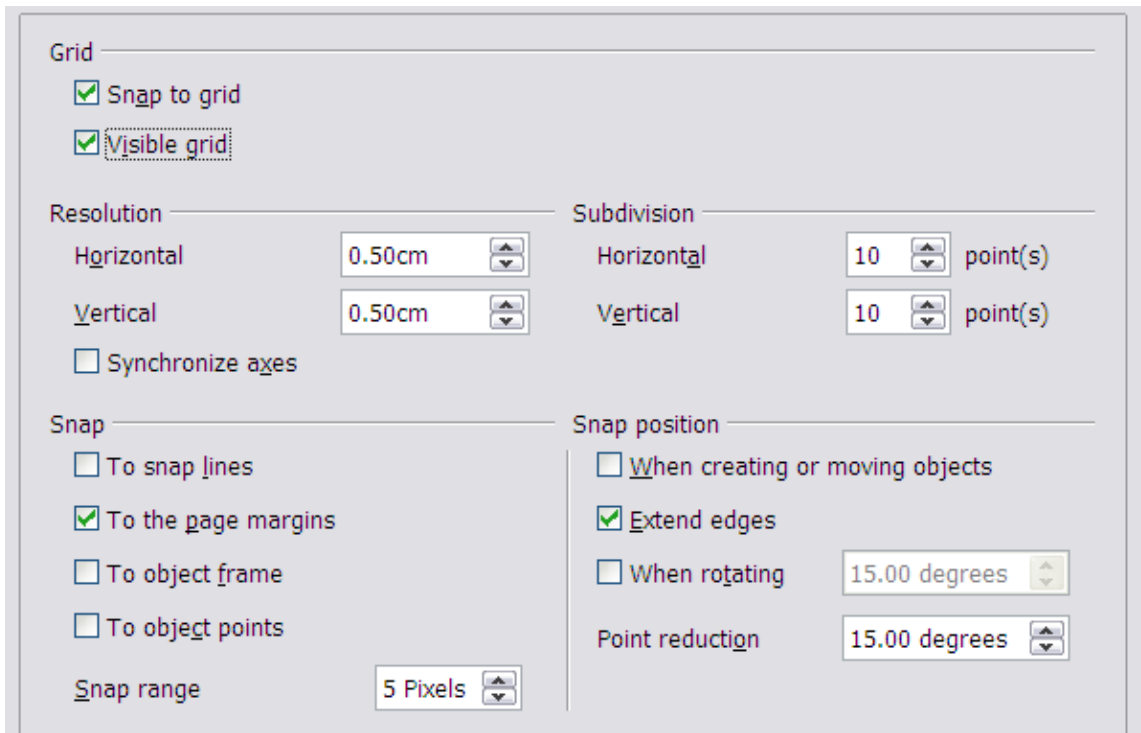 Grid
Snap to grid
Visible grid
Resolution
Horizontal 0.50cm
Vertical 0.50cm
Synchronize axes
Subdivision
Horizontal 10 point(s)
Vertical 10 point(s)
Snap
To snap lines
To the page margins
To object frame
To object points
Snap range 5 Pixels
Snap position
When creating or moving objects
Extend edges
When rotating 15.00 degrees
Point reduction 15.00 degrees